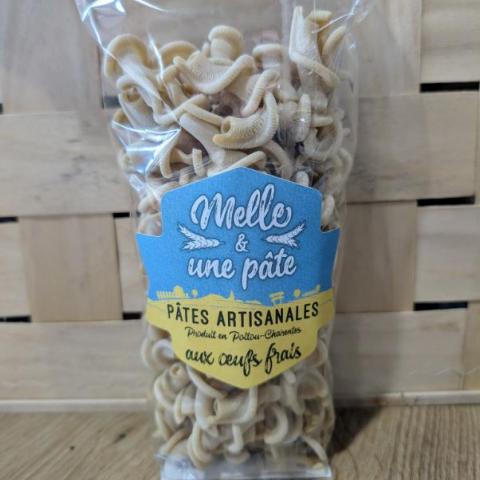 Melle
&
une pâte
PÂTES ARTISANALES
Produit en Poitou-Charentes
aux œufs frais